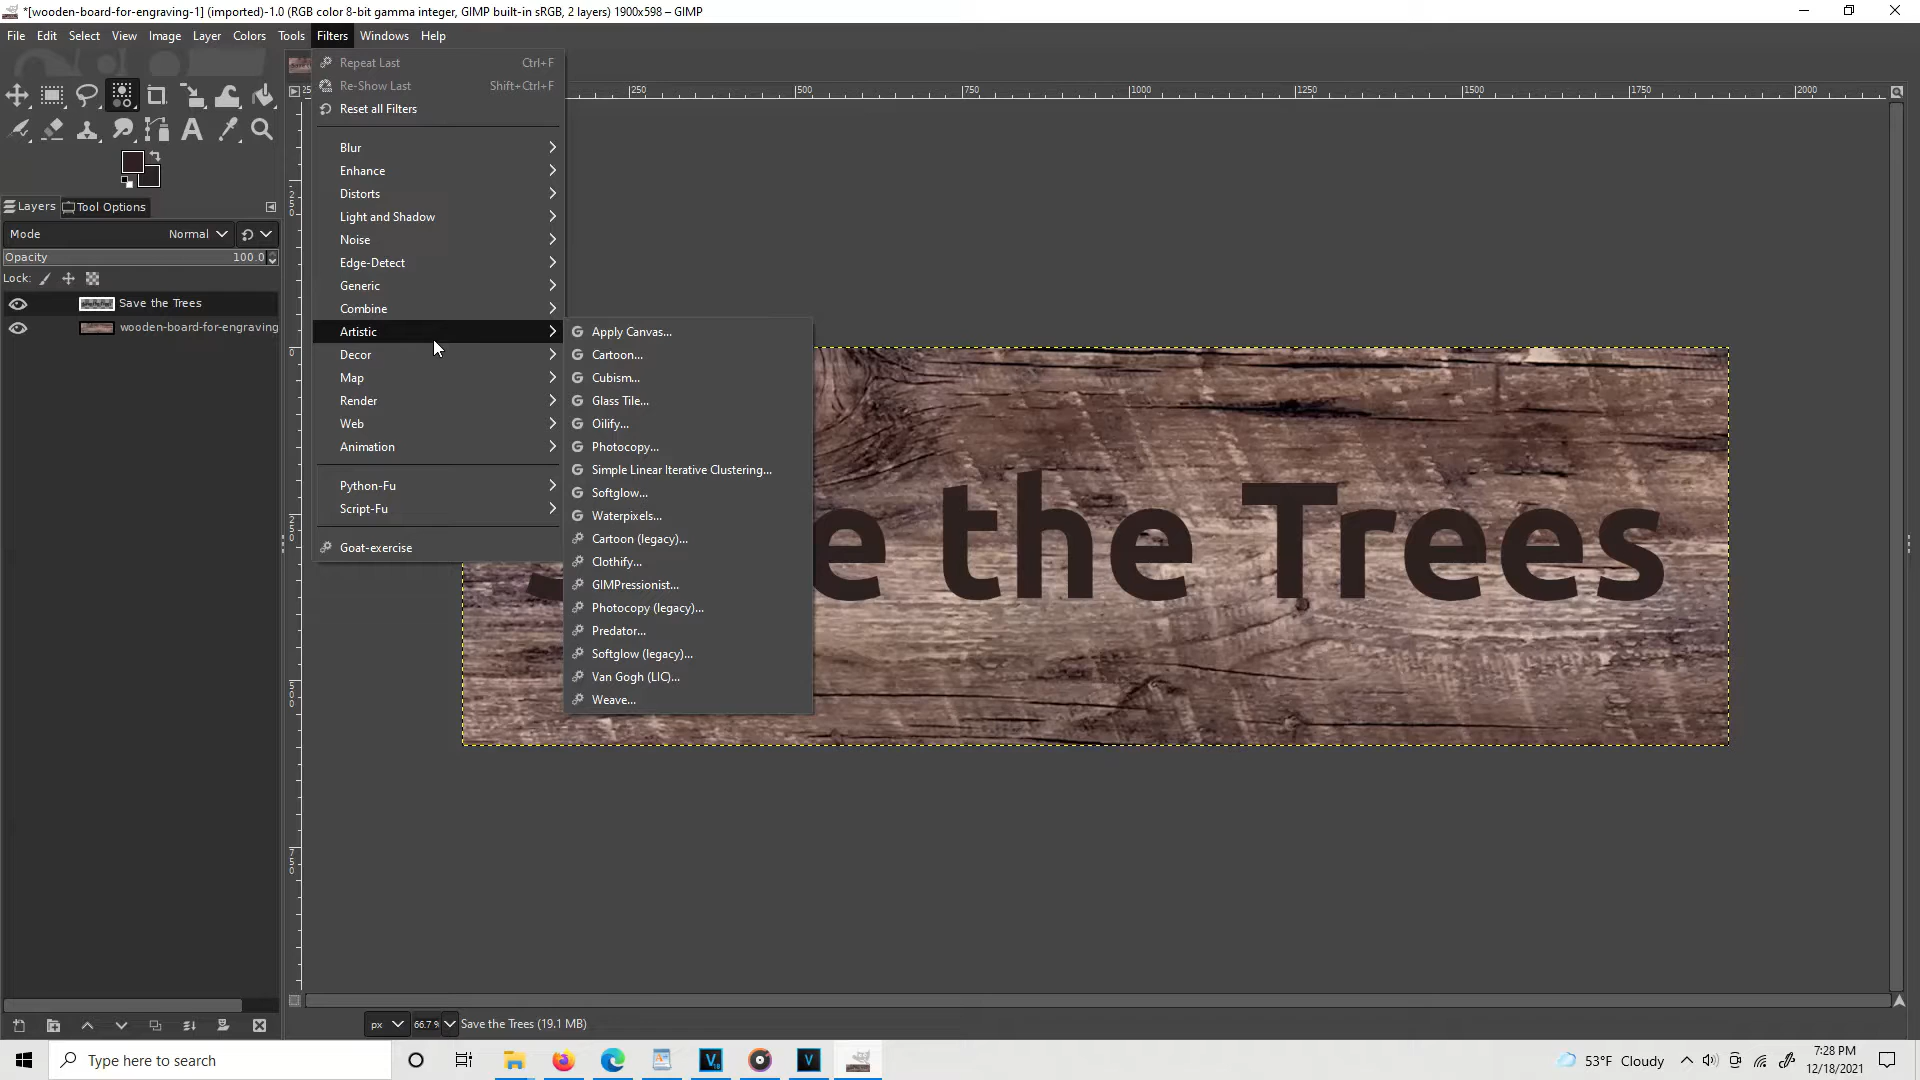 *[wooden-board-for-engraving-1] (imported)-1.0 (RGB color 8-bit gamma integer, GIMP built-in sRGB, 2 layers) 1900x598 – GIMP
File Edit Select View Image Layer Colors Tools Filters Windows Help
Repeat Last Ctrl+F
Re-Show Last Shift+Ctrl+F
Reset all Filters
250 500 750 1000 1250 1500 1750 2000
Blur
Enhance
Distorts
Light and Shadow
Noise
Edge-Detect
Generic
Combine
Artistic
Decor
Map
Render
Web
Animation
Python-Fu
Script-Fu
Goat-exercise
Layers Tool Options
Mode Normal
Opacity 100.0
Lock:
Save the Trees
wooden-board-for-engraving
Apply Canvas...
Cartoon...
Cubism...
Glass Tile...
Oilify...
Photocopy...
Simple Linear Iterative Clustering...
Softglow...
Waterpixels...
Cartoon (legacy)...
Clothify...
GIMPressionist...
Photocopy (legacy)...
Predator...
Softglow (legacy)...
Van Gogh (LIC)...
Weave...
e the Trees
250
0
250
500
750
px 66.7 % Save the Trees (19.1 MB)
Type here to search
53°F Cloudy
7:28 PM
12/18/2021